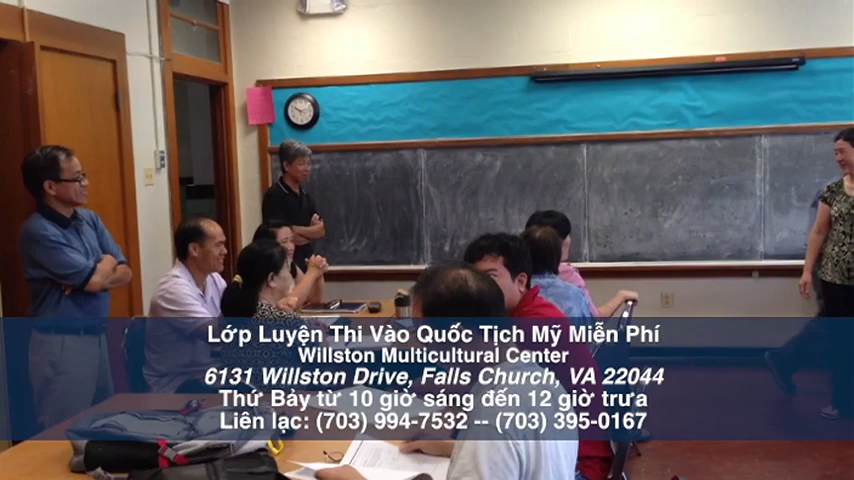 Lớp Luyện Thi Vào Quốc Tịch Mỹ Miễn Phí
Willston Multicultural Center
6131 Willston Drive, Falls Church, VA 22044
Thứ Bảy từ 10 giờ sáng đến 12 giờ trưa
Liên lạc: (703) 994-7532 -- (703) 395-0167